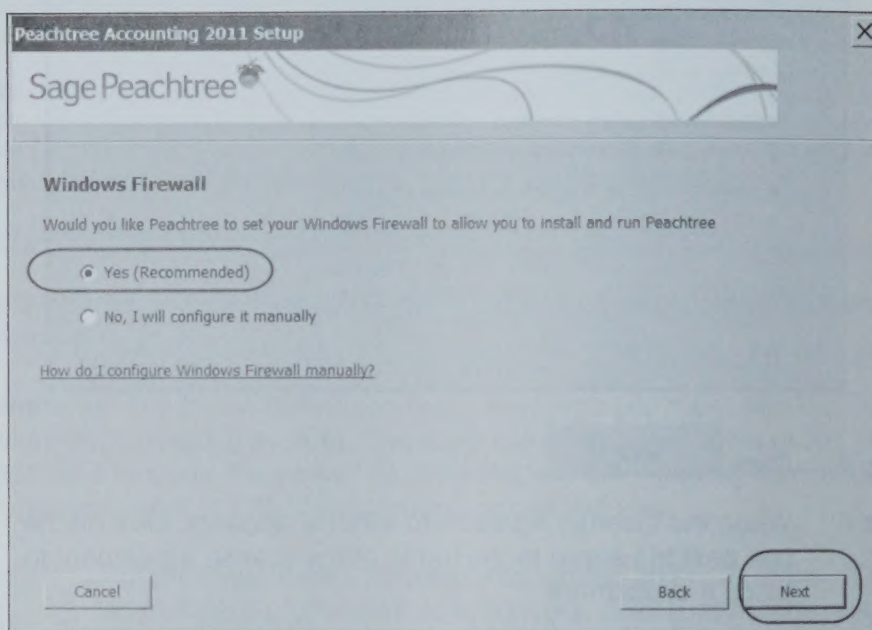 Peachtree Accounting 2011 Setup
Sage Peachtree
Windows Firewall
Would you like Peachtree to set your Windows Firewall to allow you to install and run Peachtree
Yes (Recommended)
No, I will configure it manually
How do I configure Windows Firewall manually?
Cancel
Back
Next